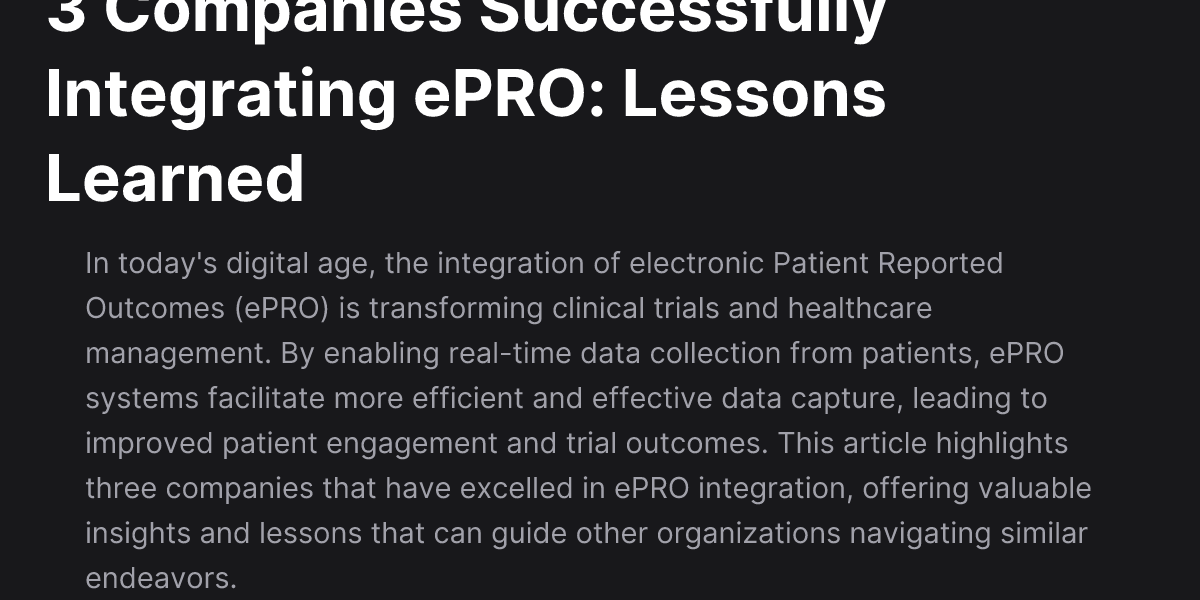 3 Companies Successfully
Integrating ePRO: Lessons
Learned
In today's digital age, the integration of electronic Patient Reported
Outcomes (ePRO) is transforming clinical trials and healthcare
management. By enabling real-time data collection from patients, ePRO
systems facilitate more efficient and effective data capture, leading to
improved patient engagement and trial outcomes. This article highlights
three companies that have excelled in ePRO integration, offering valuable
insights and lessons that can guide other organizations navigating similar
endeavors.